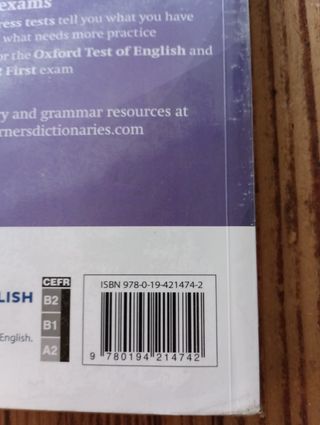 exams
ress tests tell you what you have
what needs more practice
or the Oxford Test of English and
First exam
ry and grammar resources at
rnersdictionaries.com
CEFR
B2
B1
A2
LISH
English.
ISBN 978-0-19-421474-2
9 780194 214742